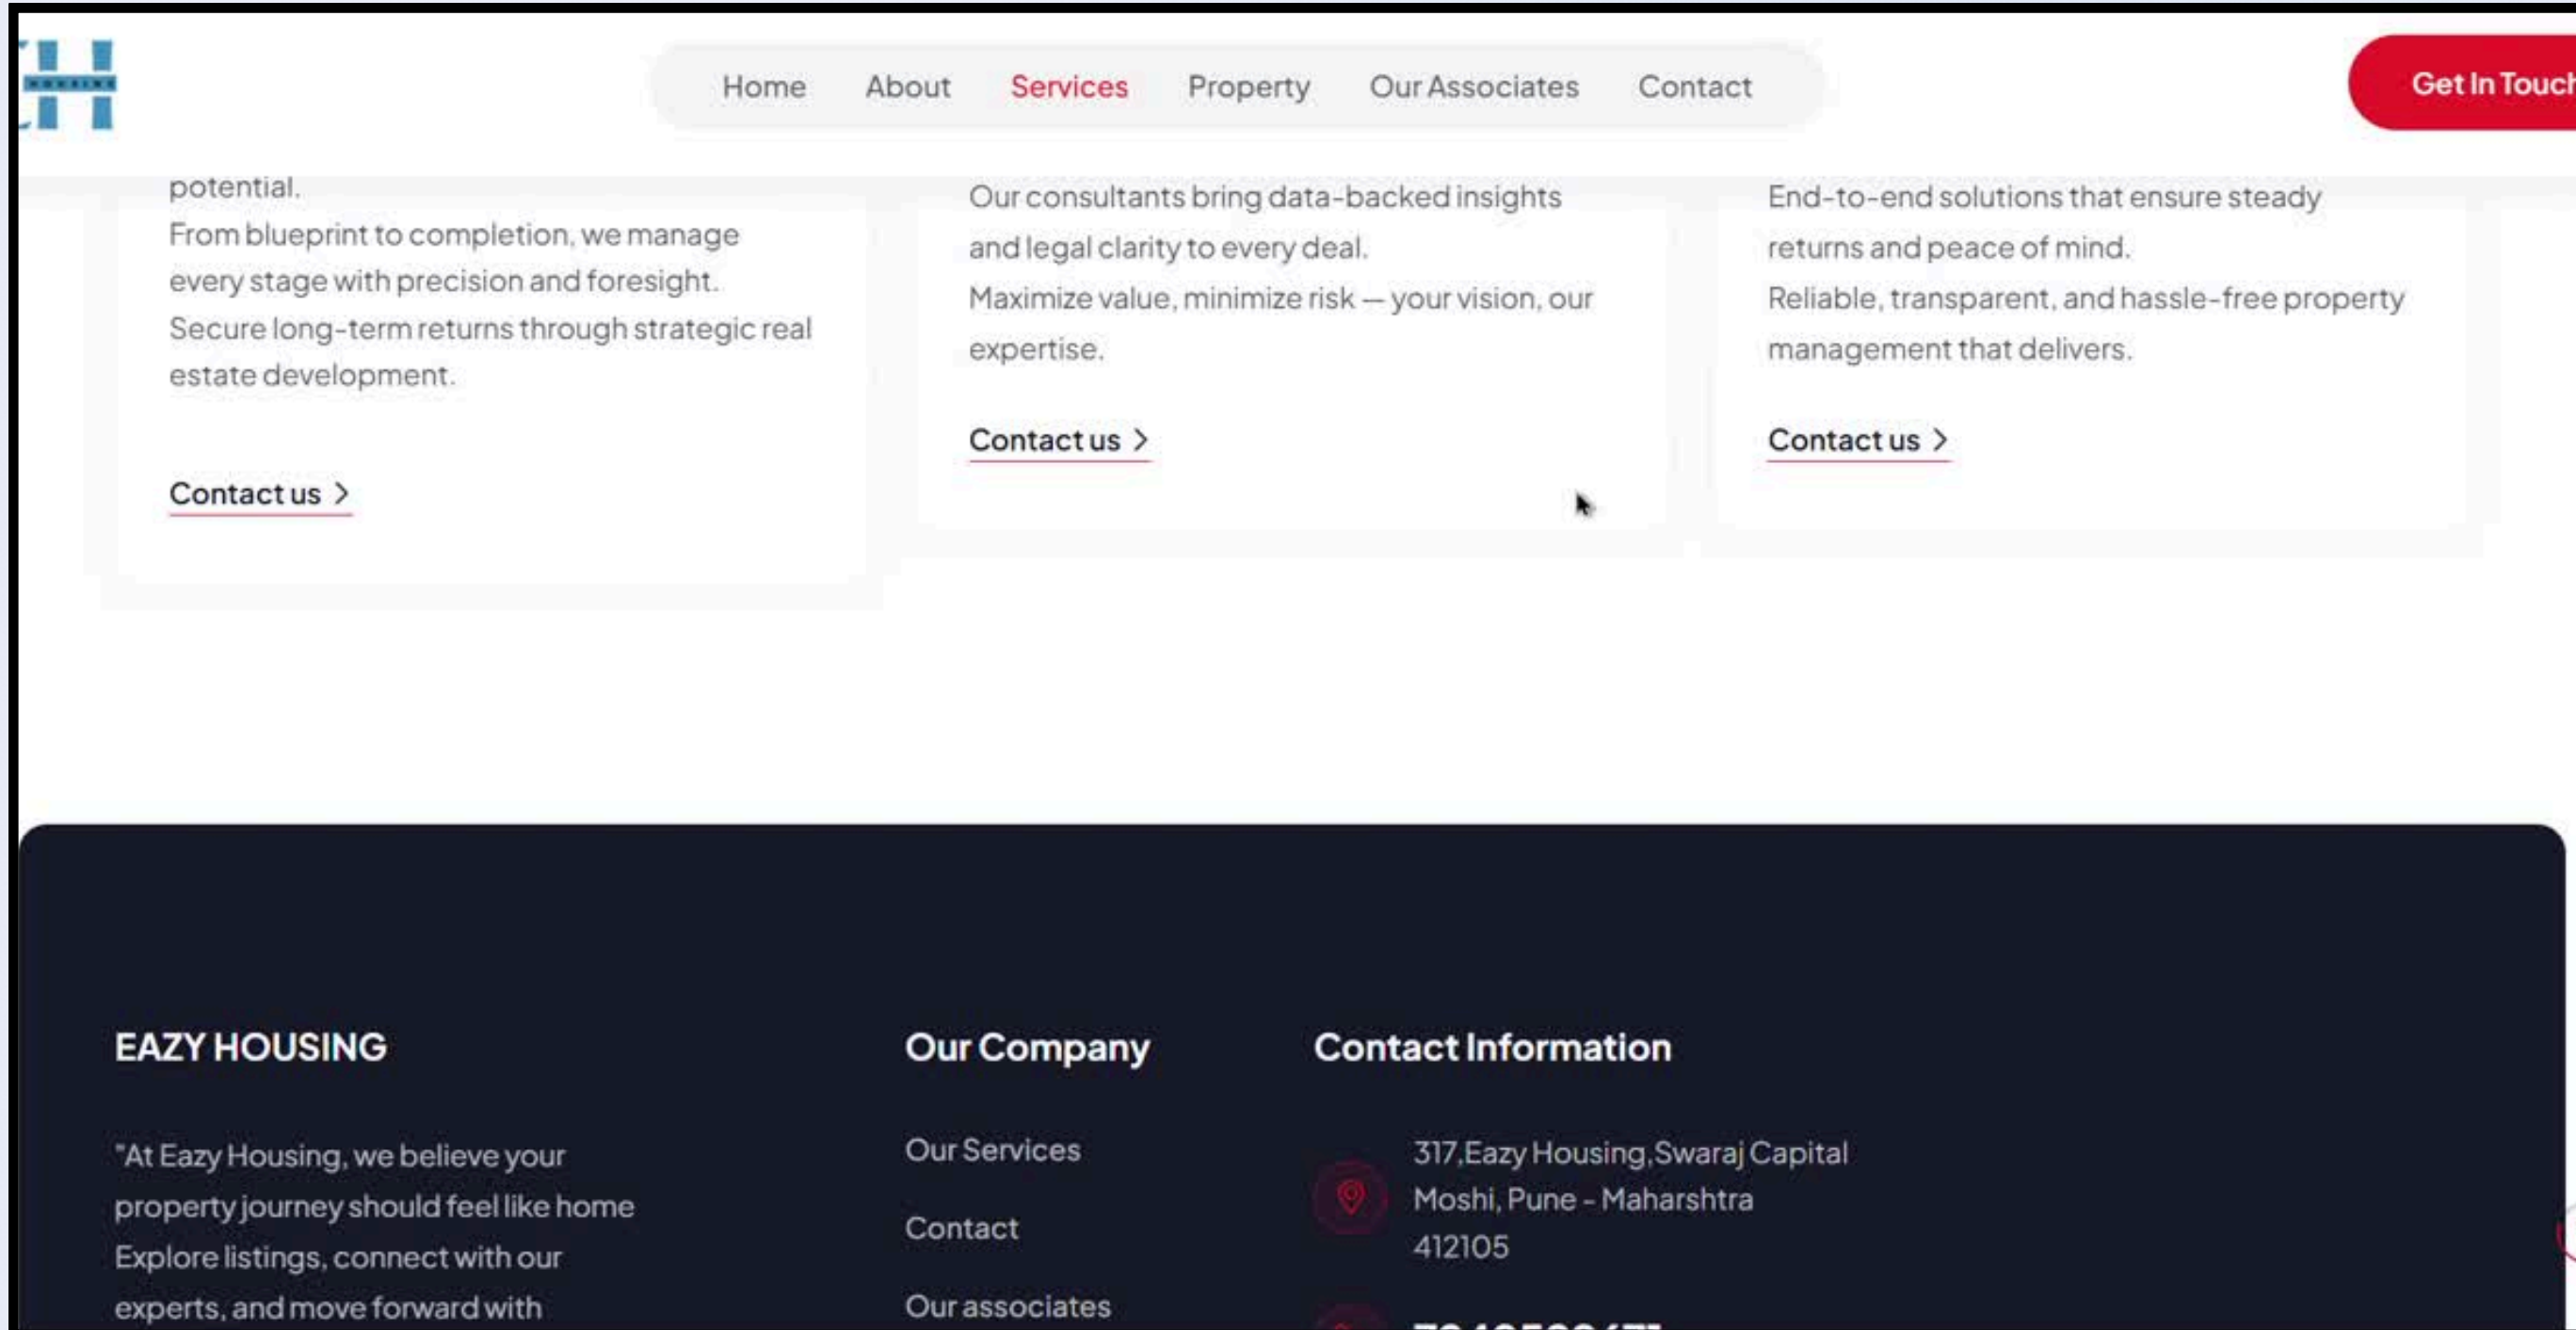 H
HOUSING
Home
About
Services
Property
Our Associates
Contact
Get In Touch
potential.
From blueprint to completion, we manage
every stage with precision and foresight.
Secure long-term returns through strategic real
estate development.
Contact us
Our consultants bring data-backed insights
and legal clarity to every deal.
Maximize value, minimize risk — your vision, our
expertise.
Contact us
End-to-end solutions that ensure steady
returns and peace of mind.
Reliable, transparent, and hassle-free property
management that delivers.
Contact us
EAZY HOUSING
"At Eazy Housing, we believe your
property journey should feel like home
Explore listings, connect with our
experts, and move forward with
Our Company
Our Services
Contact
Our associates
Contact Information
317,Eazy Housing,Swaraj Capital
Moshi, Pune - Maharshtra
412105